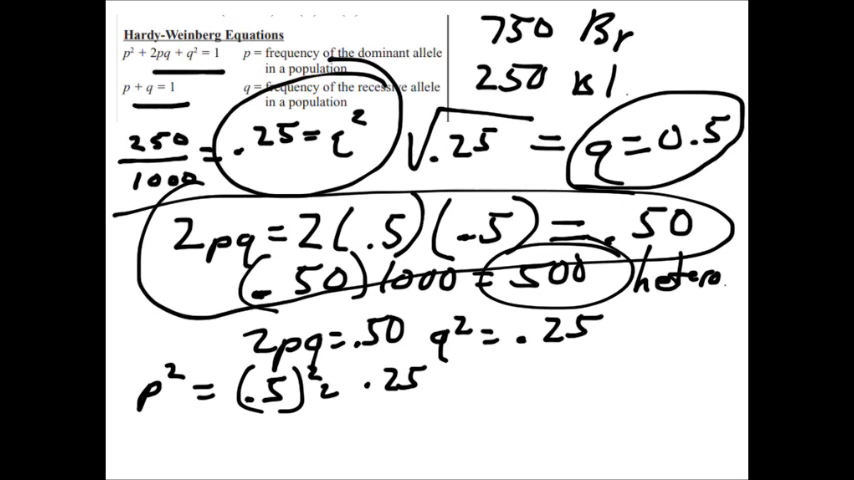 Hardy-Weinberg Equations
p² + 2pq + q² = 1 p = frequency of the dominant allele
in a population
p + q = 1 q = frequency of the recessive allele
in a population
750 Br
250 bl
250/1000 = .25 = q² √.25 = q = 0.5
2pq = 2(.5)(.5) = .50
(.50)1000 = 500 hetero.
2pq = .50 q² = .25
p² = (.5)² = .25